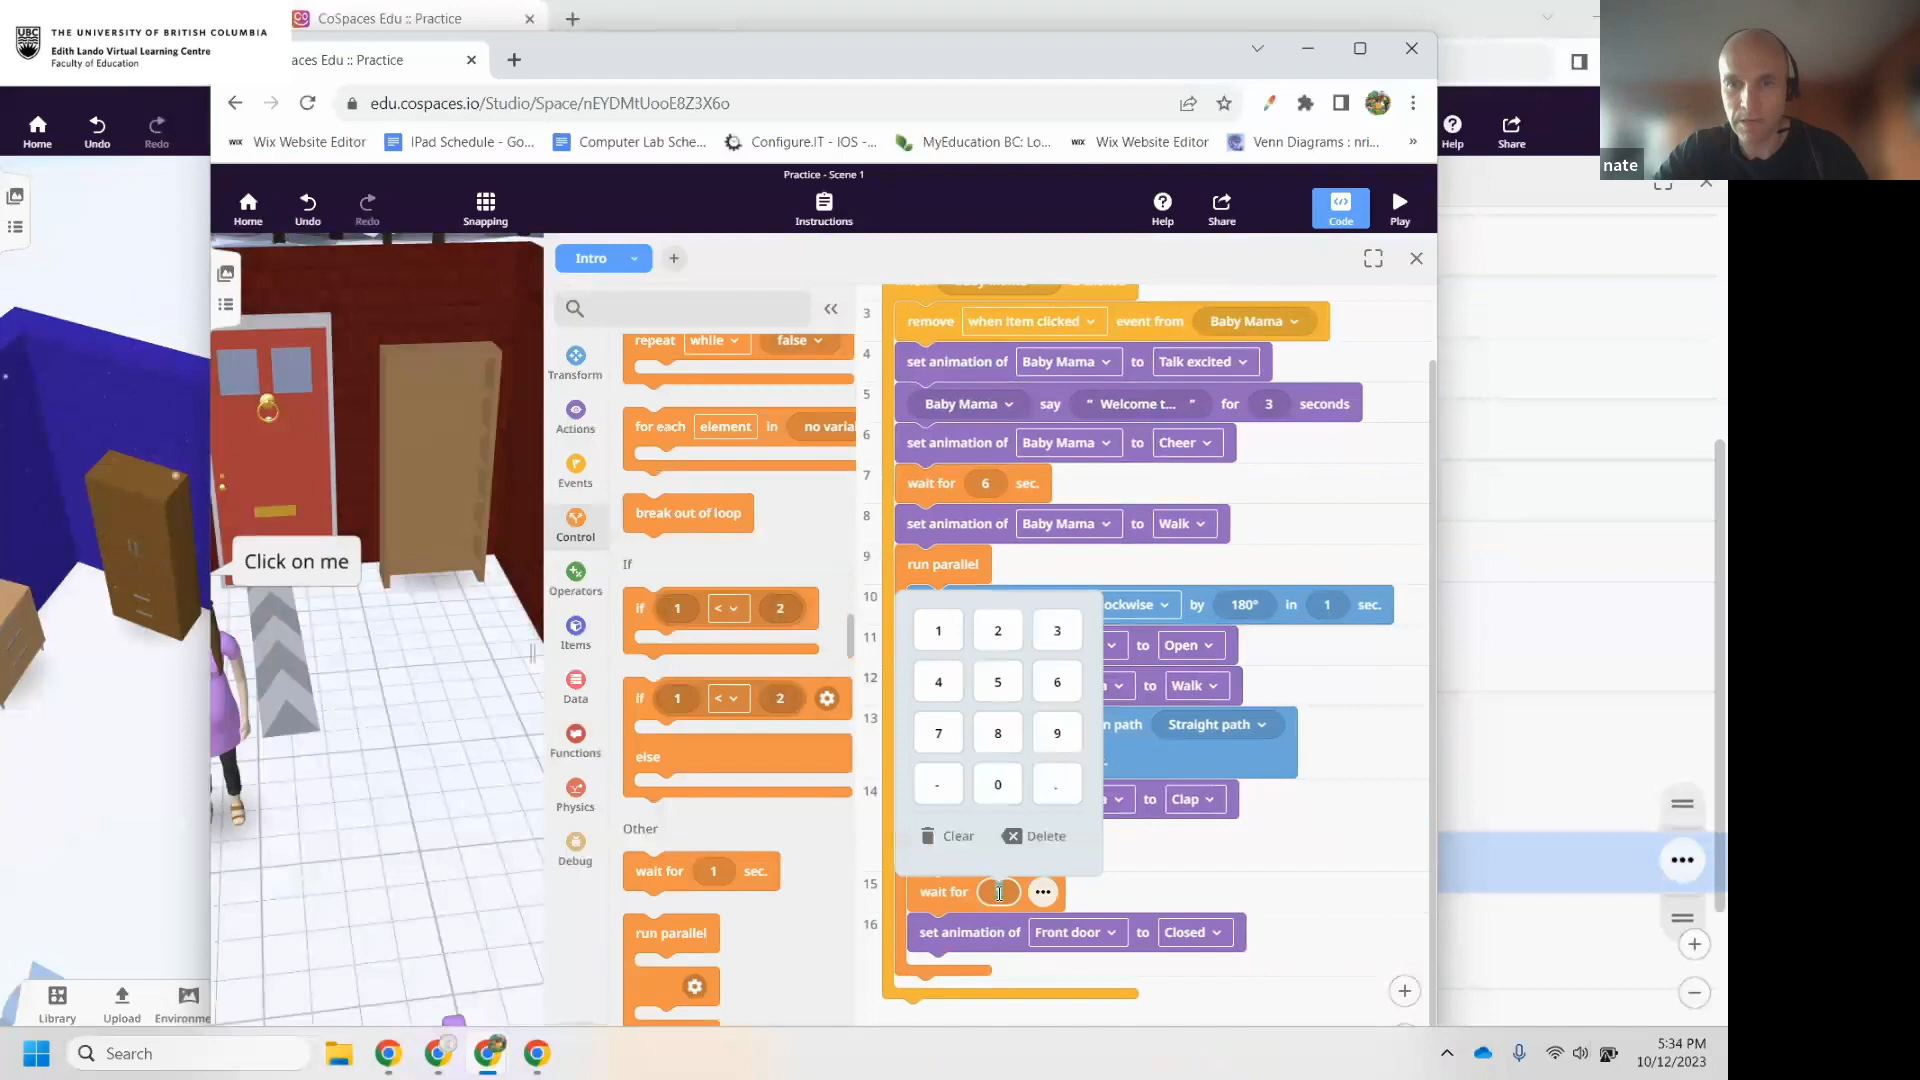 THE UNIVERSITY OF BRITISH COLUMBIA
Edith Lando Virtual Learning Centre
Faculty of Education
CoSpaces Edu :: Practice
aces Edu :: Practice
edu.cospaces.io/Studio/Space/nEYDMtUooE8Z3X6o
WIX Wix Website Editor
IPad Schedule - Go...
Computer Lab Sche...
Configure.IT - IOS -...
MyEducation BC: Lo...
WIX Wix Website Editor
Venn Diagrams : nri...
»
nate
Home
Undo
Redo
Help
Share
Practice - Scene 1
Home
Undo
Redo
Snapping
Instructions
Help
Share
Code
Play
Intro
Transform
Actions
Events
Control
Operators
Items
Data
Functions
Physics
Debug
repeat while false
for each element in no varia
break out of loop
If
if 1 < 2
if 1 < 2
else
Other
wait for 1 sec.
run parallel
3 remove when item clicked event from Baby Mama
4 set animation of Baby Mama to Talk excited
5 Baby Mama say " Welcome t... " for 3 seconds
6 set animation of Baby Mama to Cheer
7 wait for 6 sec.
8 set animation of Baby Mama to Walk
9 run parallel
10 ockwise by 180° in 1 sec.
11 to Open
12 to Walk
13 n path Straight path
14 to Clap
1 2 3
4 5 6
7 8 9
- 0 .
Clear Delete
15 wait for
16 set animation of Front door to Closed
Click on me
Library
Upload
Environme
Search
5:34 PM
10/12/2023